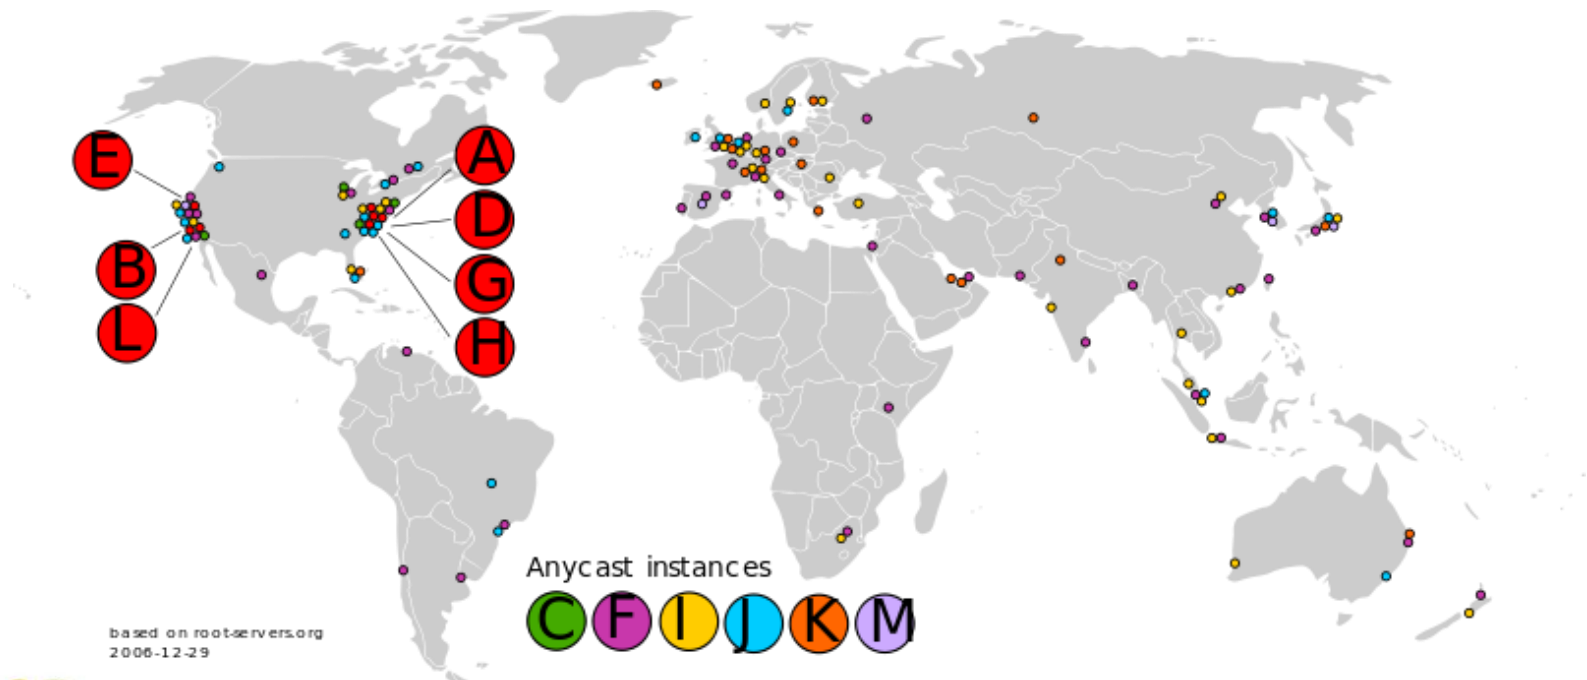 E
A
D
B
G
L
H
Anycast instances
C F I J K M
based on root-servers.org
2006-12-29